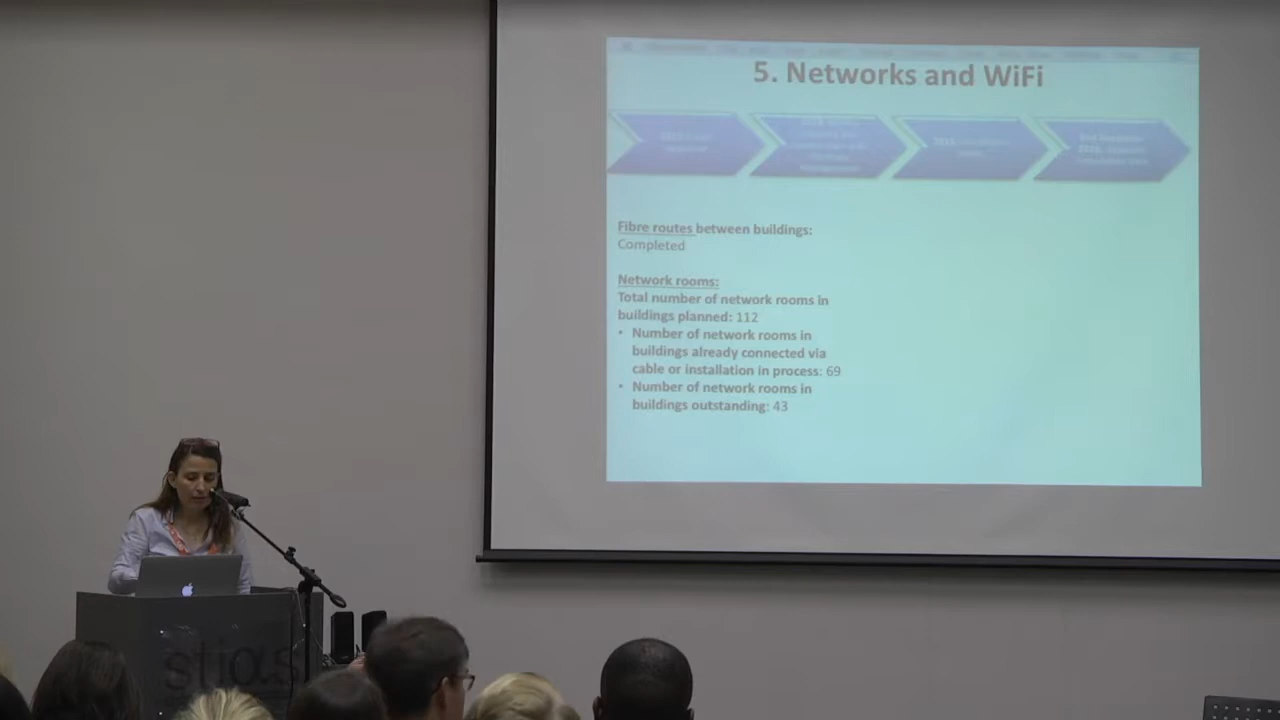 5. Networks and WiFi
2015
Fibre routes between buildings:
Completed
Network rooms:
Total number of network rooms in
buildings planned: 112
• Number of network rooms in
buildings already connected via
cable or installation in process: 69
• Number of network rooms in
buildings outstanding: 43
stias